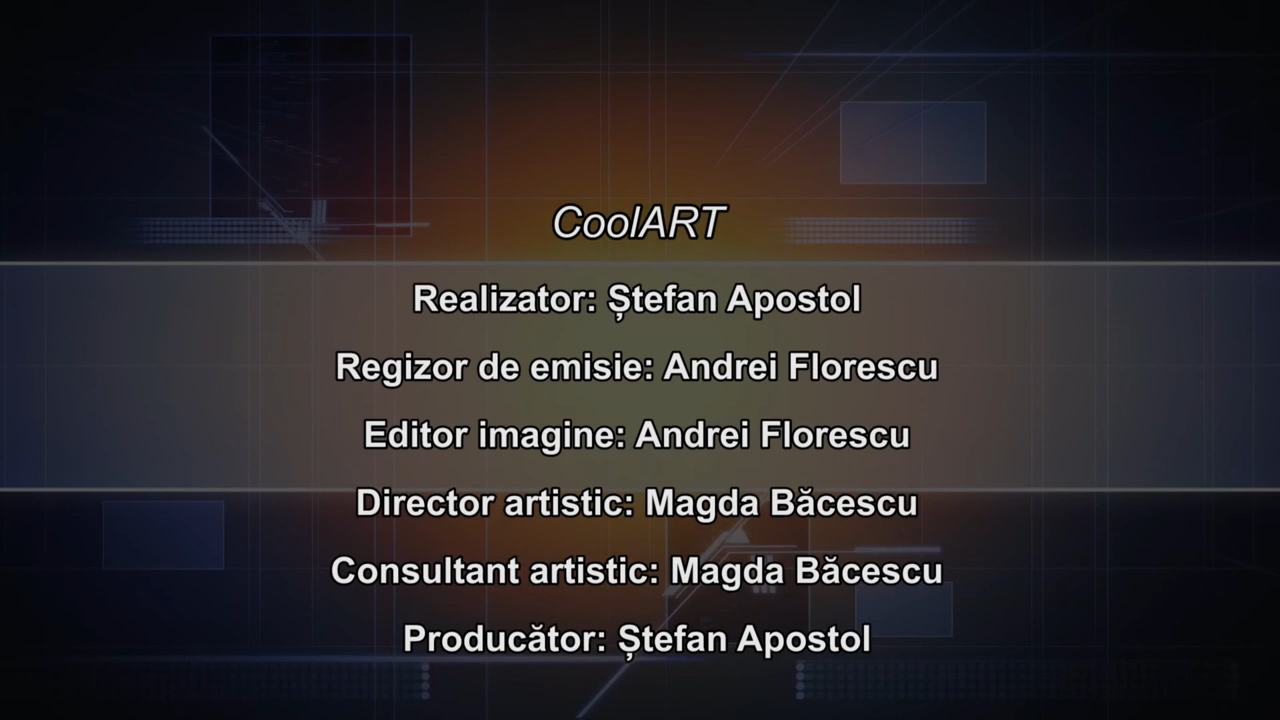 CoolART
Realizator: Ștefan Apostol
Regizor de emisie: Andrei Florescu
Editor imagine: Andrei Florescu
Director artistic: Magda Băcescu
Consultant artistic: Magda Băcescu
Producător: Ștefan Apostol